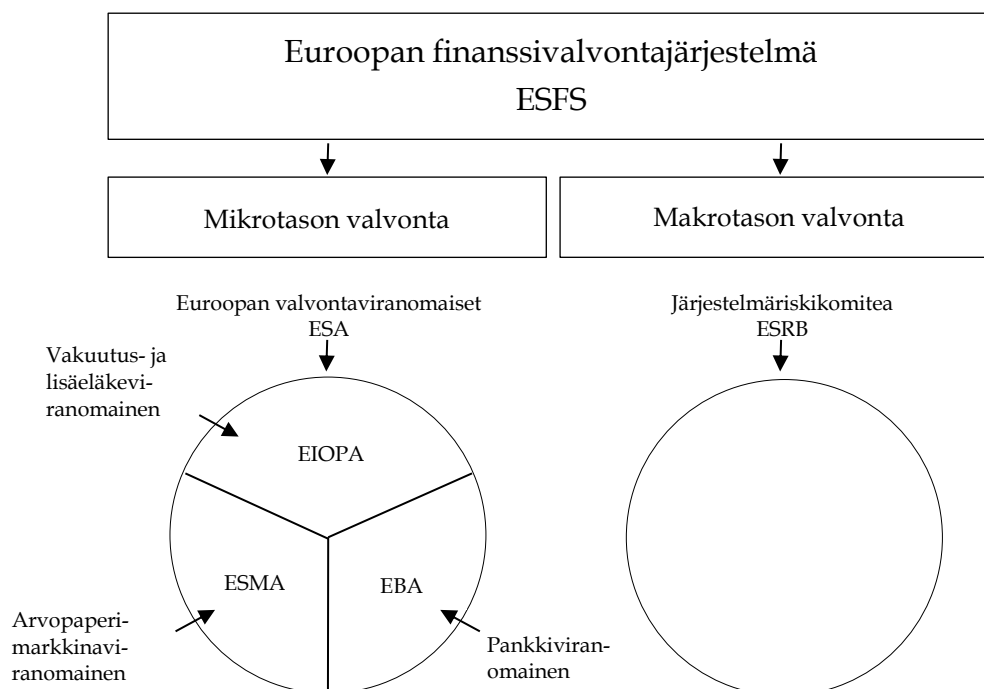 Euroopan finanssivalvontajärjestelmä
ESFS
Mikrotason valvonta
Makrotason valvonta
Euroopan valvontaviranomaiset
ESA
Järjestelmäriskikomitea
ESRB
Vakuutus- ja
lisäeläkevi-
ranomainen
EIOPA
ESMA
EBA
Arvopaperi-
markkinavi-
ranomainen
Pankkiviran-
omainen